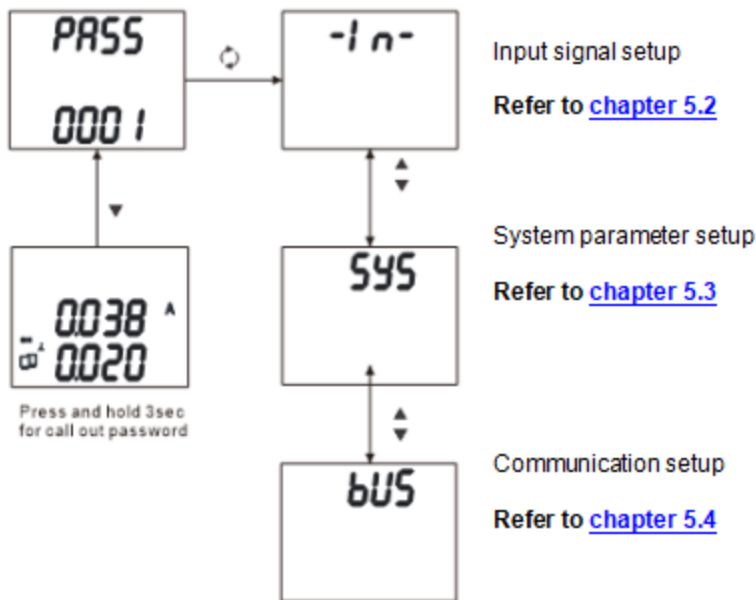 PASS
0001
-In-
Input signal setup
Refer to chapter 5.2
0.038 A
0.020
Press and hold 3sec
for call out password
SYS
System parameter setup
Refer to chapter 5.3
bUS
Communication setup
Refer to chapter 5.4